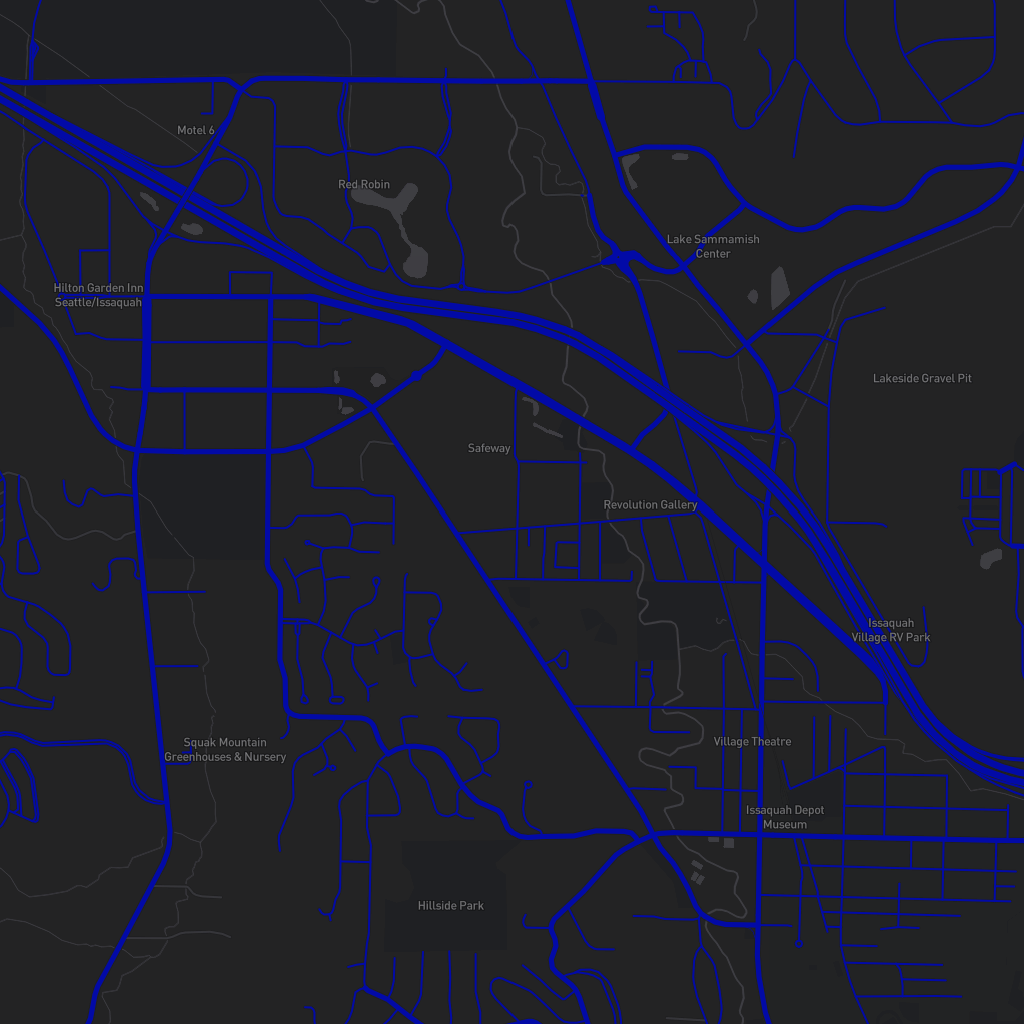 Motel 6
Red Robin
Lake Sammamish
Center
Hilton Garden Inn
Seattle/Issaquah
Lakeside Gravel Pit
Safeway
Revolution Gallery
Issaquah
Village RV Park
Squak Mountain
Greenhouses & Nursery
Village Theatre
Issaquah Depot
Museum
Hillside Park